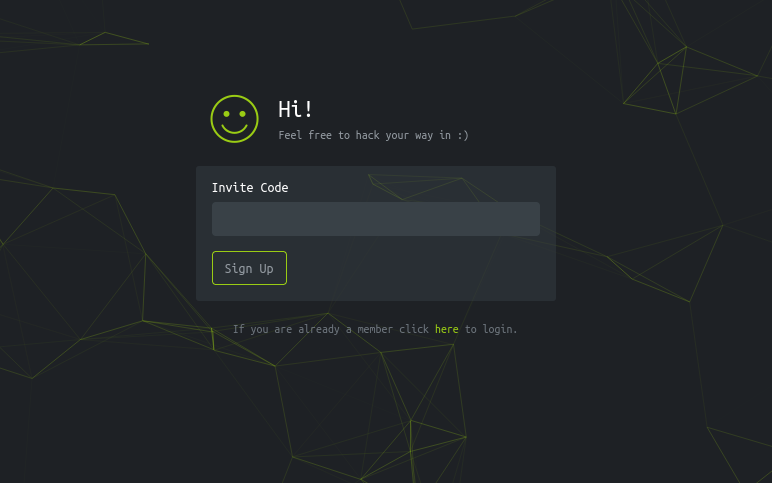 Hi!
Feel free to hack your way in :)
Invite Code
Sign Up
If you are already a member click here to login.